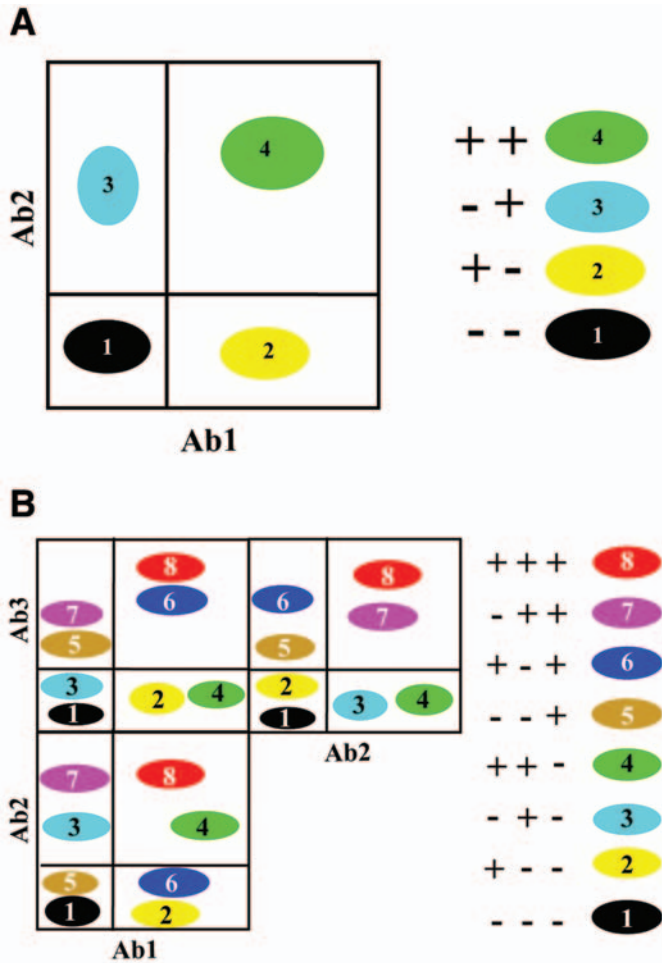 A
Ab2
3
4
1
2
Ab1
+ + 4
- + 3
+ - 2
- - 1
B
Ab3
7
5
8
6
6
5
8
7
3
1
2
4
2
1
3
4
Ab2
Ab2
7
3
8
4
5
1
6
2
Ab1
+ + + 8
- + + 7
+ - + 6
- - + 5
+ + - 4
- + - 3
+ - - 2
- - - 1